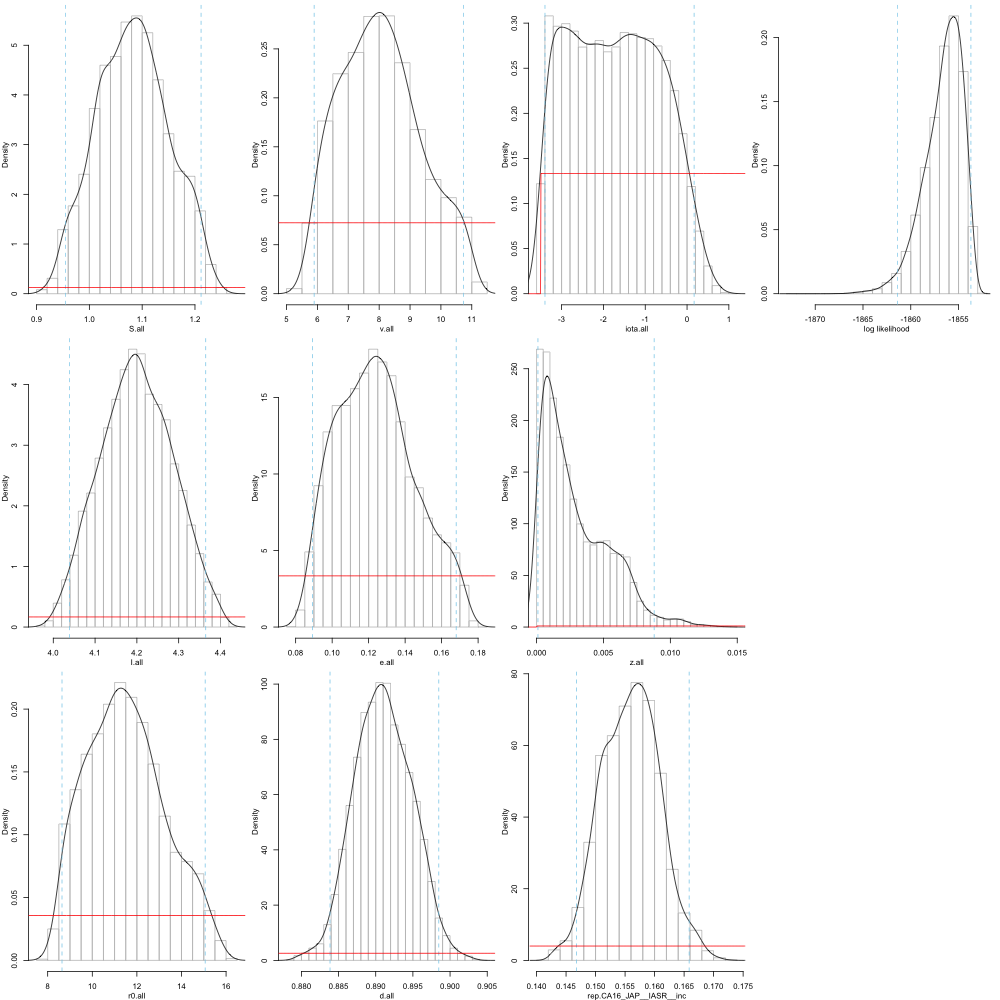 Density
0 1 2 3 4 5
0.9 1.0 1.1 1.2
S.all
Density
0.00 0.05 0.10 0.15 0.20 0.25
5 6 7 8 9 10 11
v.all
Density
0.00 0.05 0.10 0.15 0.20 0.25 0.30
-3 -2 -1 0 1
iota.all
Density
0.00 0.05 0.10 0.15 0.20
-1870 -1865 -1860 -1855
log likelihood
Density
0 1 2 3 4
4.0 4.1 4.2 4.3 4.4
l.all
Density
0 5 10 15
0.08 0.10 0.12 0.14 0.16 0.18
e.all
Density
0 50 100 150 200 250
0.000 0.005 0.010 0.015
z.all
Density
0.00 0.05 0.10 0.15 0.20
8 10 12 14 16
r0.all
Density
0 20 40 60 80 100
0.880 0.885 0.890 0.895 0.900 0.905
d.all
Density
0 20 40 60 80
0.140 0.145 0.150 0.155 0.160 0.165 0.170 0.175
rep.CA16_JAP__IASR__inc